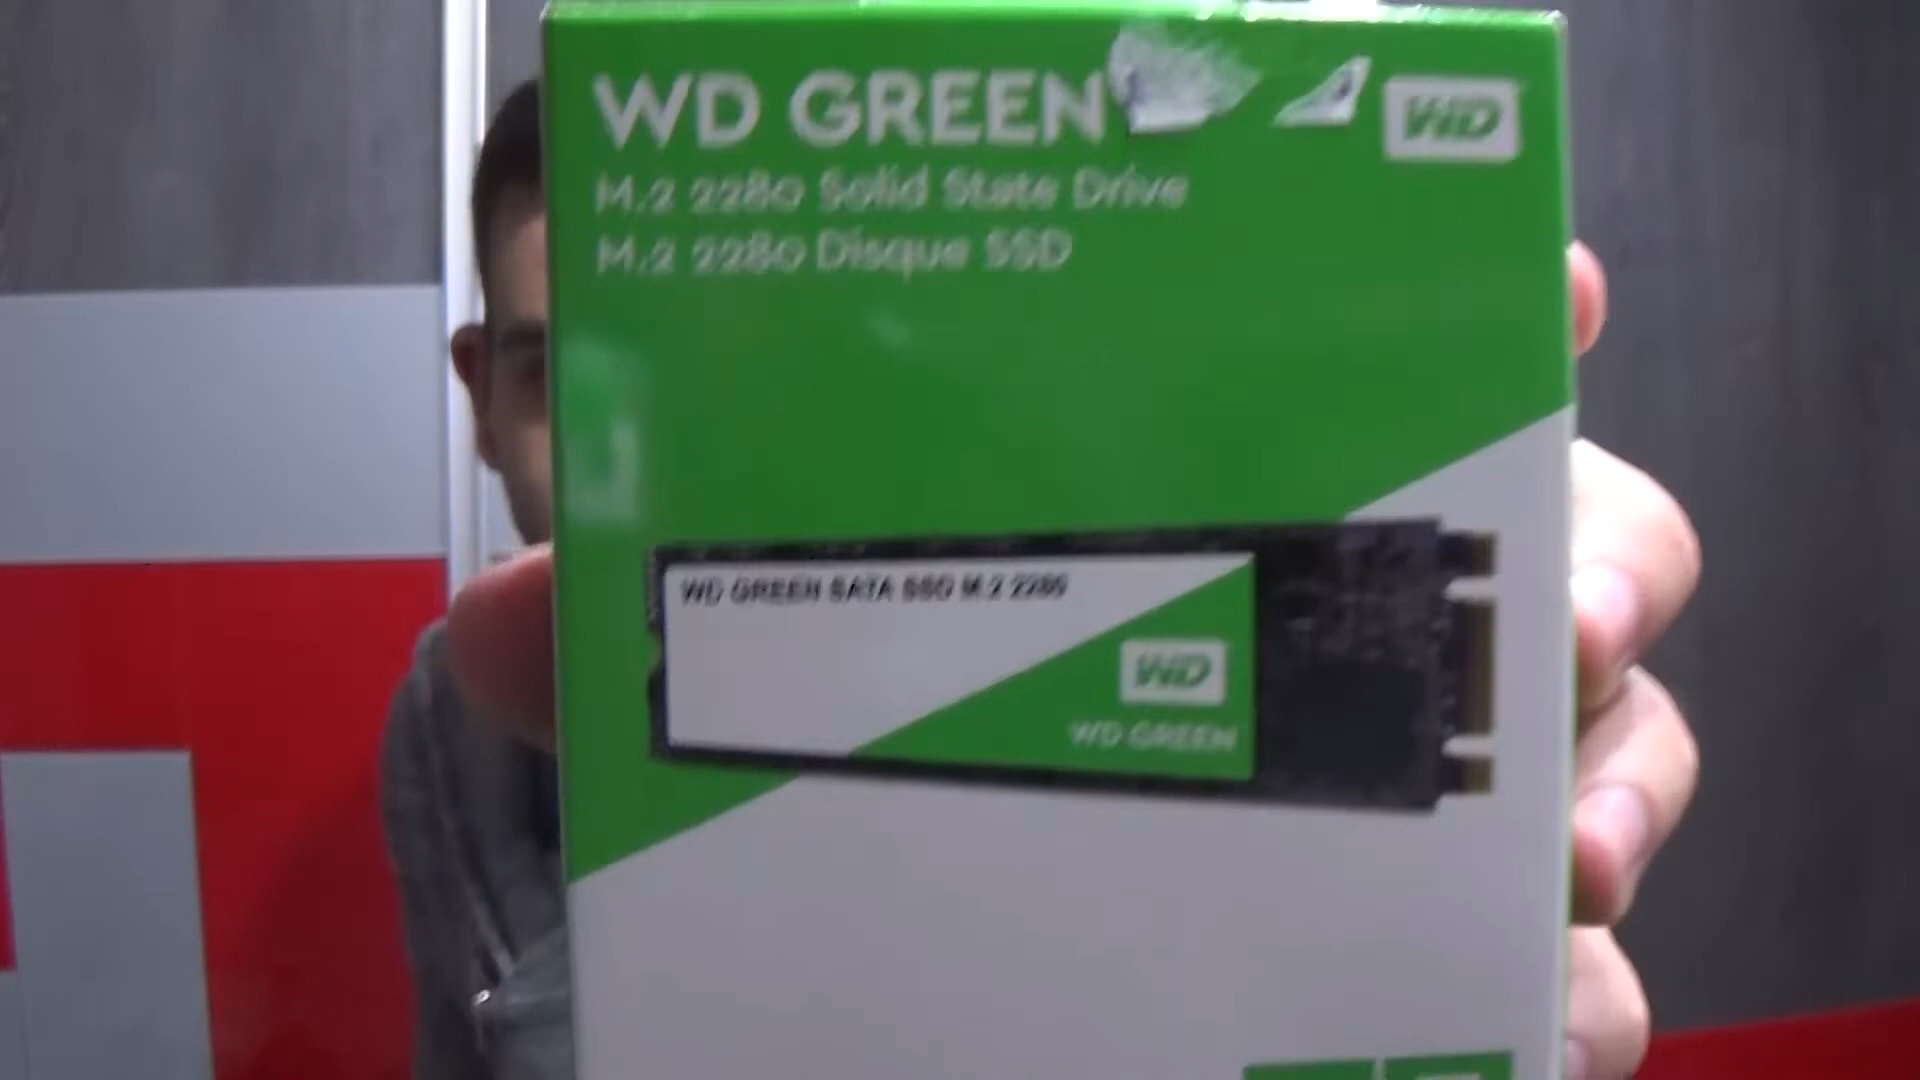 WD GREEN
WD
M.2 2280 Solid State Drive
M.2 2280 Disque SSD
WD GREEN SATA SSD M.2 2280
WD
WD GREEN